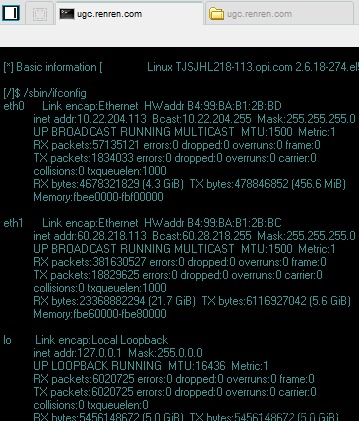 ugc.renren.com ugc.renren.com
[*] Basic information [ Linux TJSJHL218-113.opi.com 2.6.18-274.el5
[/]$ /sbin/ifconfig
eth0 Link encap:Ethernet HWaddr B4:99:BA:B1:2B:BD
inet addr:10.22.204.113 Bcast:10.22.204.255 Mask:255.255.255.0
UP BROADCAST RUNNING MULTICAST MTU:1500 Metric:1
RX packets:57135121 errors:0 dropped:0 overruns:0 frame:0
TX packets:1834033 errors:0 dropped:0 overruns:0 carrier:0
collisions:0 txqueuelen:1000
RX bytes:4678321829 (4.3 GiB) TX bytes:478846852 (456.6 MiB)
Memory:fbee0000-fbf00000
eth1 Link encap:Ethernet HWaddr B4:99:BA:B1:2B:BC
inet addr:60.28.218.113 Bcast:60.28.218.255 Mask:255.255.255.0
UP BROADCAST RUNNING MULTICAST MTU:1500 Metric:1
RX packets:381630527 errors:0 dropped:0 overruns:0 frame:0
TX packets:18829625 errors:0 dropped:0 overruns:0 carrier:0
collisions:0 txqueuelen:1000
RX bytes:23368882294 (21.7 GiB) TX bytes:6116927042 (5.6 GiB)
Memory:fbe60000-fbe80000
lo Link encap:Local Loopback
inet addr:127.0.0.1 Mask:255.0.0.0
UP LOOPBACK RUNNING MTU:16436 Metric:1
RX packets:6020725 errors:0 dropped:0 overruns:0 frame:0
TX packets:6020725 errors:0 dropped:0 overruns:0 carrier:0
collisions:0 txqueuelen:0
RX bytes:5456148672 (5.0 GiB) TX bytes:5456148672 (5.0 GiB)